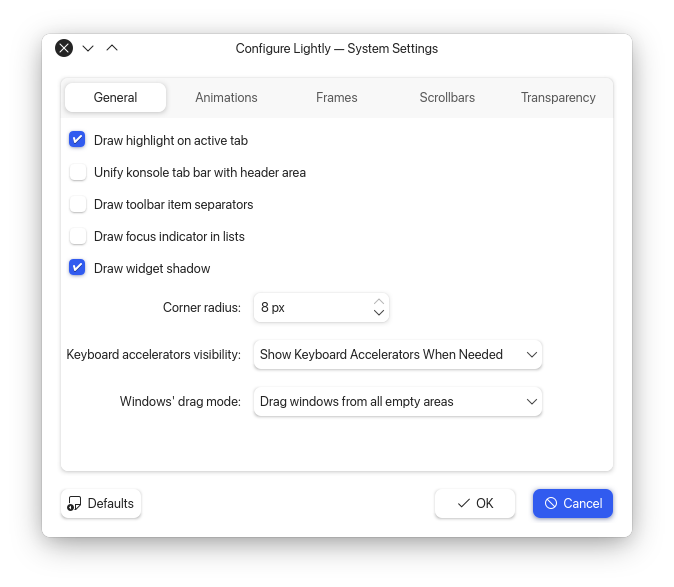 Configure Lightly — System Settings
General Animations Frames Scrollbars Transparency
Draw highlight on active tab
Unify konsole tab bar with header area
Draw toolbar item separators
Draw focus indicator in lists
Draw widget shadow
Corner radius: 8 px
Keyboard accelerators visibility: Show Keyboard Accelerators When Needed
Windows' drag mode: Drag windows from all empty areas
Defaults OK Cancel